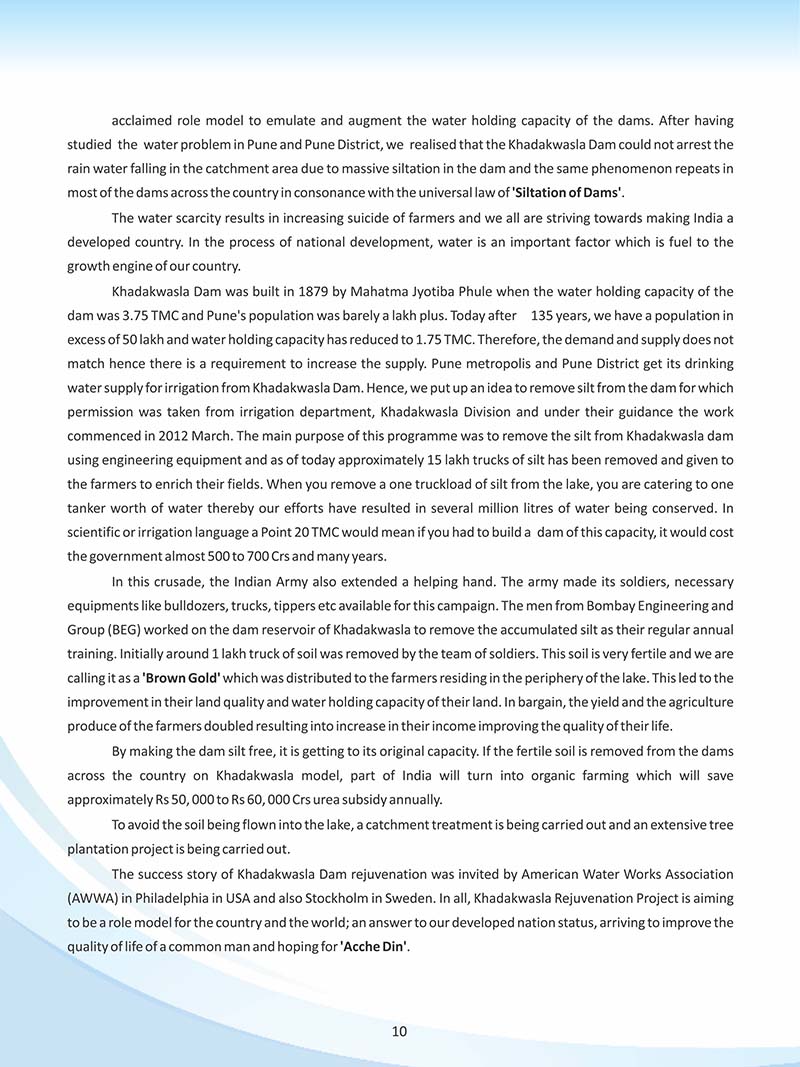 acclaimed role model to emulate and augment the water holding capacity of the dams. After having
studied the water problem in Pune and Pune District, we realised that the Khadakwasla Dam could not arrest the
rain water falling in the catchment area due to massive siltation in the dam and the same phenomenon repeats in
most of the dams across the country in consonance with the universal law of 'Siltation of Dams'.
The water scarcity results in increasing suicide of farmers and we all are striving towards making India a
developed country. In the process of national development, water is an important factor which is fuel to the
growth engine of our country.
Khadakwasla Dam was built in 1879 by Mahatma Jyotiba Phule when the water holding capacity of the
dam was 3.75 TMC and Pune's population was barely a lakh plus. Today after 135 years, we have a population in
excess of 50 lakh and water holding capacity has reduced to 1.75 TMC. Therefore, the demand and supply does not
match hence there is a requirement to increase the supply. Pune metropolis and Pune District get its drinking
water supply for irrigation from Khadakwasla Dam. Hence, we put up an idea to remove silt from the dam for which
permission was taken from irrigation department, Khadakwasla Division and under their guidance the work
commenced in 2012 March. The main purpose of this programme was to remove the silt from Khadakwasla dam
using engineering equipment and as of today approximately 15 lakh trucks of silt has been removed and given to
the farmers to enrich their fields. When you remove a one truckload of silt from the lake, you are catering to one
tanker worth of water thereby our efforts have resulted in several million litres of water being conserved. In
scientific or irrigation language a Point 20 TMC would mean if you had to build a dam of this capacity, it would cost
the government almost 500 to 700 Crs and many years.
In this crusade, the Indian Army also extended a helping hand. The army made its soldiers, necessary
equipments like bulldozers, trucks, tippers etc available for this campaign. The men from Bombay Engineering and
Group (BEG) worked on the dam reservoir of Khadakwasla to remove the accumulated silt as their regular annual
training. Initially around 1 lakh truck of soil was removed by the team of soldiers. This soil is very fertile and we are
calling it as a 'Brown Gold' which was distributed to the farmers residing in the periphery of the lake. This led to the
improvement in their land quality and water holding capacity of their land. In bargain, the yield and the agriculture
produce of the farmers doubled resulting into increase in their income improving the quality of their life.
By making the dam silt free, it is getting to its original capacity. If the fertile soil is removed from the dams
across the country on Khadakwasla model, part of India will turn into organic farming which will save
approximately Rs 50, 000 to Rs 60, 000 Crs urea subsidy annually.
To avoid the soil being flown into the lake, a catchment treatment is being carried out and an extensive tree
plantation project is being carried out.
The success story of Khadakwasla Dam rejuvenation was invited by American Water Works Association
(AWWA) in Philadelphia in USA and also Stockholm in Sweden. In all, Khadakwasla Rejuvenation Project is aiming
to be a role model for the country and the world; an answer to our developed nation status, arriving to improve the
quality of life of a common man and hoping for 'Acche Din'.
10